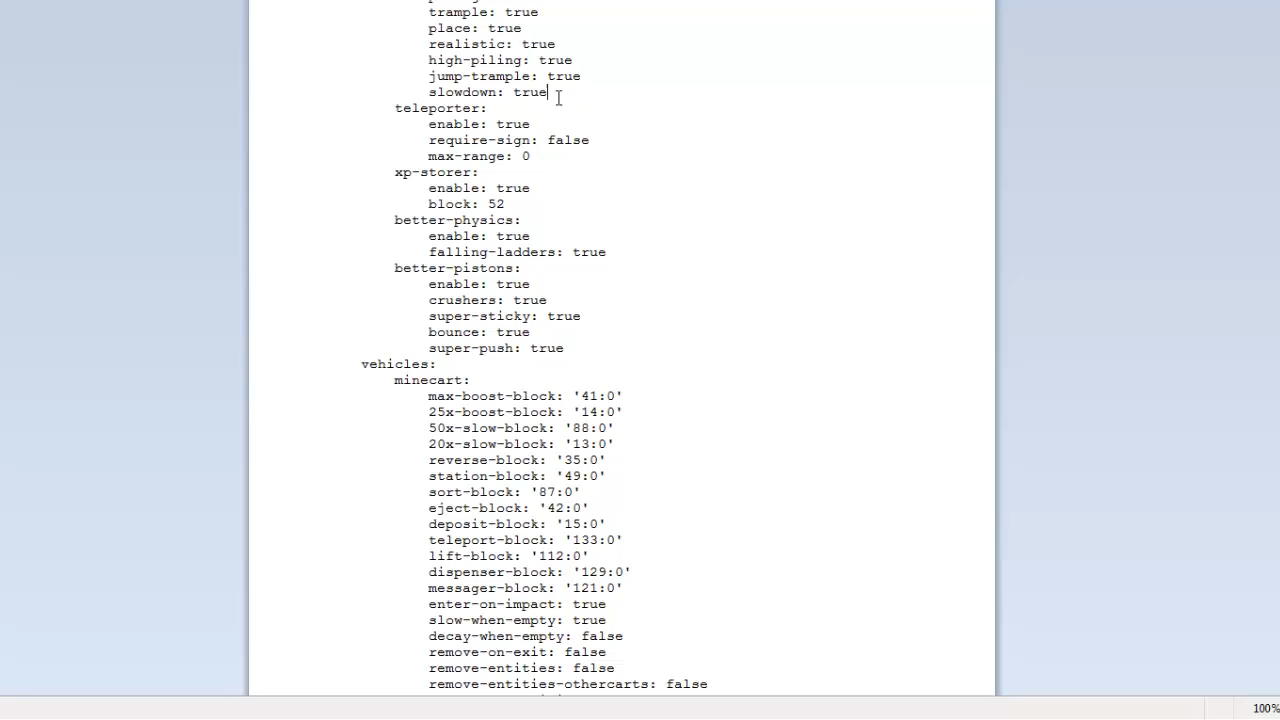 trample: true
place: true
realistic: true
high-piling: true
jump-trample: true
slowdown: true
teleporter:
enable: true
require-sign: false
max-range: 0
xp-storer:
enable: true
block: 52
better-physics:
enable: true
falling-ladders: true
better-pistons:
enable: true
crushers: true
super-sticky: true
bounce: true
super-push: true
vehicles:
minecart:
max-boost-block: '41:0'
25x-boost-block: '14:0'
50x-slow-block: '88:0'
20x-slow-block: '13:0'
reverse-block: '35:0'
station-block: '49:0'
sort-block: '87:0'
eject-block: '42:0'
deposit-block: '15:0'
teleport-block: '133:0'
lift-block: '112:0'
dispenser-block: '129:0'
messager-block: '121:0'
enter-on-impact: true
slow-when-empty: true
decay-when-empty: false
remove-on-exit: false
remove-entities: false
remove-entities-othercarts: false
100%